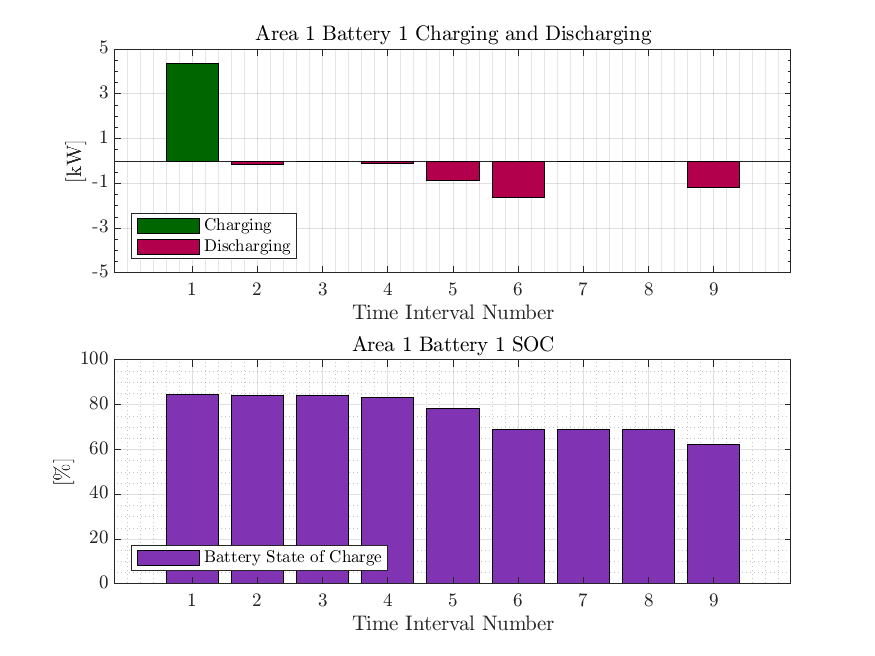 Area 1 Battery 1 Charging and Discharging
5
3
1
-1
-3
-5
[kW]
Charging
Discharging
1 2 3 4 5 6 7 8 9
Time Interval Number
Area 1 Battery 1 SOC
100
80
60
40
20
0
[%]
Battery State of Charge
1 2 3 4 5 6 7 8 9
Time Interval Number